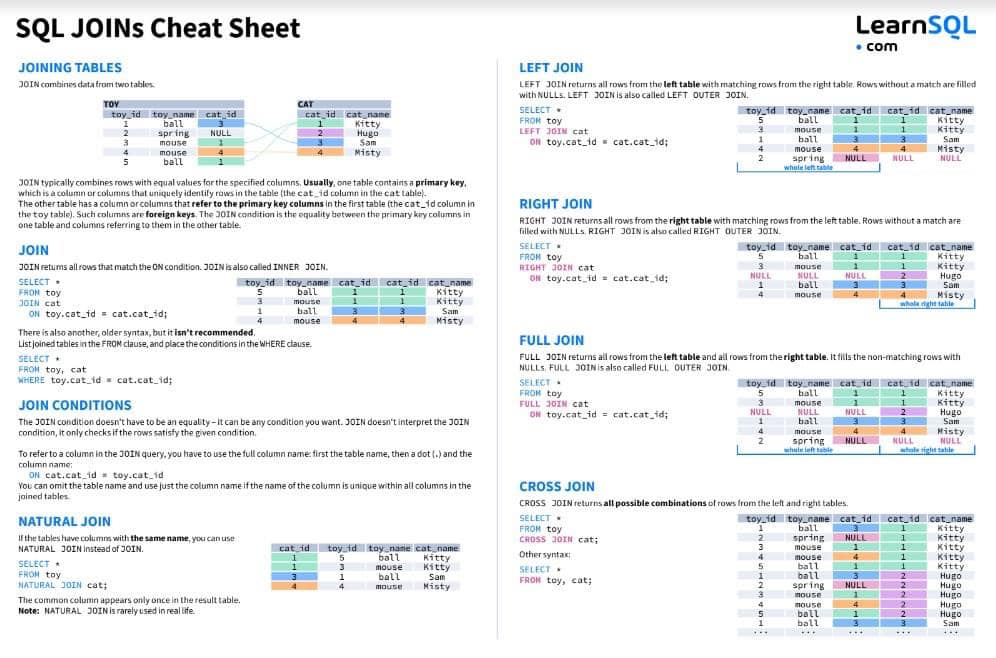 SQL JOINs Cheat Sheet
LearnSQL
• com
JOINING TABLES
JOIN combines data from two tables.
TOY
toy_id toy_name cat_id
1 ball 3
2 spring NULL
3 mouse 1
4 mouse 4
5 ball 1
CAT
cat_id cat_name
1 Kitty
2 Hugo
3 Sam
4 Misty
JOIN typically combines rows with equal values for the specified columns. Usually, one table contains a primary key,
which is a column or columns that uniquely identify rows in the table (the cat_id column in the cat table).
The other table has a column or columns that refer to the primary key columns in the first table (the cat_id column in
the toy table). Such columns are foreign keys. The JOIN condition is the equality between the primary key columns in
one table and columns referring to them in the other table.
JOIN
JOIN returns all rows that match the ON condition. JOIN is also called INNER JOIN.
SELECT *
FROM toy
JOIN cat
ON toy.cat_id = cat.cat_id;
toy_id toy_name cat_id cat_id cat_name
5 ball 1 1 Kitty
3 mouse 1 1 Kitty
1 ball 3 3 Sam
4 mouse 4 4 Misty
There is also another, older syntax, but it isn't recommended.
List joined tables in the FROM clause, and place the conditions in the WHERE clause.
SELECT *
FROM toy, cat
WHERE toy.cat_id = cat.cat_id;
JOIN CONDITIONS
The JOIN condition doesn't have to be an equality – it can be any condition you want. JOIN doesn't interpret the JOIN
condition, it only checks if the rows satisfy the given condition.
To refer to a column in the JOIN query, you have to use the full column name: first the table name, then a dot (.) and the
column name:
ON cat.cat_id = toy.cat_id
You can omit the table name and use just the column name if the name of the column is unique within all columns in the
joined tables.
NATURAL JOIN
If the tables have columns with the same name, you can use
NATURAL JOIN instead of JOIN.
SELECT *
FROM toy
NATURAL JOIN cat;
cat_id toy_id toy_name cat_name
1 5 ball Kitty
1 3 mouse Kitty
3 1 ball Sam
4 4 mouse Misty
The common column appears only once in the result table.
Note: NATURAL JOIN is rarely used in real life.
LEFT JOIN
LEFT JOIN returns all rows from the left table with matching rows from the right table. Rows without a match are filled
with NULLs. LEFT JOIN is also called LEFT OUTER JOIN.
SELECT *
FROM toy
LEFT JOIN cat
ON toy.cat_id = cat.cat_id;
toy_id toy_name cat_id cat_id cat_name
5 ball 1 1 Kitty
3 mouse 1 1 Kitty
1 ball 3 3 Sam
4 mouse 4 4 Misty
2 spring NULL NULL NULL
whole left table
RIGHT JOIN
RIGHT JOIN returns all rows from the right table with matching rows from the left table. Rows without a match are
filled with NULLs. RIGHT JOIN is also called RIGHT OUTER JOIN.
SELECT *
FROM toy
RIGHT JOIN cat
ON toy.cat_id = cat.cat_id;
toy_id toy_name cat_id cat_id cat_name
5 ball 1 1 Kitty
3 mouse 1 1 Kitty
NULL NULL NULL 2 Hugo
1 ball 3 3 Sam
4 mouse 4 4 Misty
whole right table
FULL JOIN
FULL JOIN returns all rows from the left table and all rows from the right table. It fills the non-matching rows with
NULLs. FULL JOIN is also called FULL OUTER JOIN.
SELECT *
FROM toy
FULL JOIN cat
ON toy.cat_id = cat.cat_id;
toy_id toy_name cat_id cat_id cat_name
5 ball 1 1 Kitty
3 mouse 1 1 Kitty
NULL NULL NULL 2 Hugo
1 ball 3 3 Sam
4 mouse 4 4 Misty
2 spring NULL NULL NULL
whole left table whole right table
CROSS JOIN
CROSS JOIN returns all possible combinations of rows from the left and right tables.
SELECT *
FROM toy
CROSS JOIN cat;
Other syntax:
SELECT *
FROM toy, cat;
toy_id toy_name cat_id cat_id cat_name
1 ball 3 1 Kitty
2 spring NULL 1 Kitty
3 mouse 1 1 Kitty
4 mouse 4 1 Kitty
5 ball 1 1 Kitty
1 ball 3 2 Hugo
2 spring NULL 2 Hugo
3 mouse 1 2 Hugo
4 mouse 4 2 Hugo
5 ball 1 2 Hugo
1 ball 3 3 Sam
... ... ... ... ...